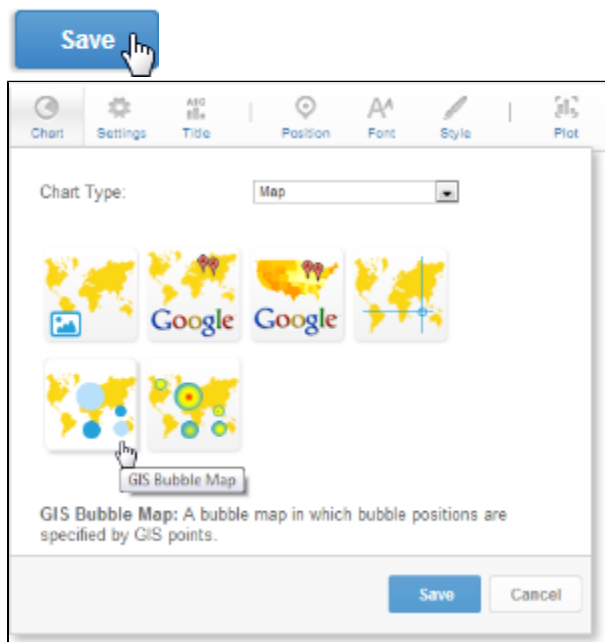 Save
ABC
Chart Settings Title | Position Font Style | Plot
Chart Type: Map
Google Google
GIS Bubble Map
GIS Bubble Map: A bubble map in which bubble positions are
specified by GIS points.
Save Cancel